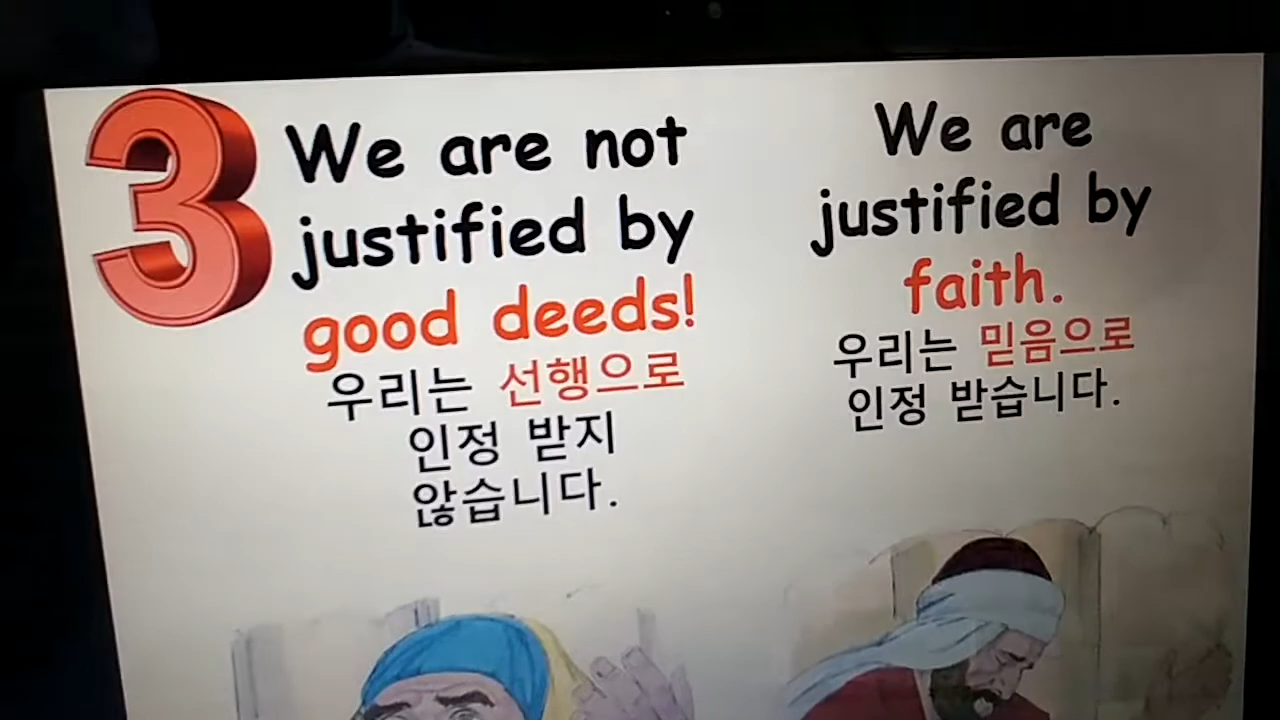 3
We are not
justified by
good deeds!
우리는 선행으로
인정 받지
않습니다.
We are
justified by
faith.
우리는 믿음으로
인정 받습니다.